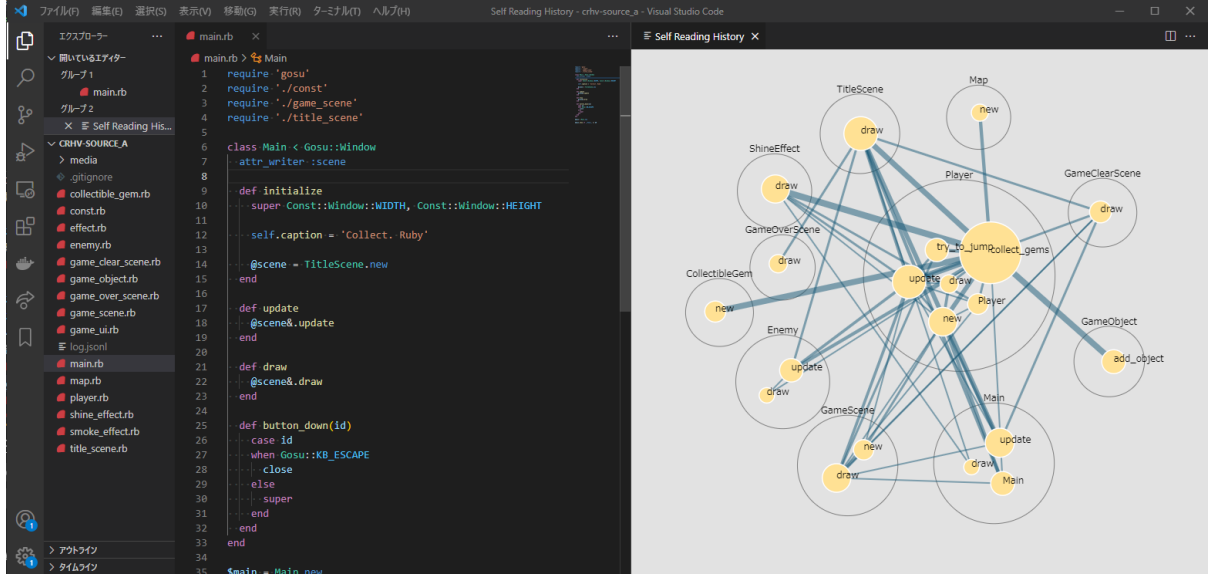 ファイル(F) 編集(E) 選択(S) 表示(V) 移動(G) 実行(R) ターミナル(T) ヘルプ(H) Self Reading History - crhv-source_a - Visual Studio Code
エクスプローラー ···
開いているエディター
グループ 1
main.rb
グループ 2
Self Reading His...
CRHV-SOURCE_A
media
.gitignore
collectible_gem.rb
const.rb
effect.rb
enemy.rb
game_clear_scene.rb
game_object.rb
game_over_scene.rb
game_scene.rb
game_ui.rb
log.jsonl
main.rb
map.rb
player.rb
shine_effect.rb
smoke_effect.rb
title_scene.rb
アウトライン
タイムライン
1
1
main.rb
main.rb > Main
1 require 'gosu'
2 require './const'
3 require './game_scene'
4 require './title_scene'
5
6 class Main < Gosu::Window
7 attr_writer :scene
8
9 def initialize
10 super Const::Window::WIDTH, Const::Window::HEIGHT
11
12 self.caption = 'Collect. Ruby'
13
14 @scene = TitleScene.new
15 end
16
17 def update
18 @scene&.update
19 end
20
21 def draw
22 @scene&.draw
23 end
24
25 def button_down(id)
26 case id
27 when Gosu::KB_ESCAPE
28 close
29 else
30 super
31 end
32 end
33 end
34
35 $main = Main.new
Self Reading History
Map
new
TitleScene
draw
ShineEffect
draw
Player
GameClearScene
draw
GameOverScene
draw
try_to_jump
collect_gems
CollectibleGem
new
update
draw
Player
new
GameObject
add_object
Enemy
update
draw
GameScene
new
draw
Main
update
draw
Main